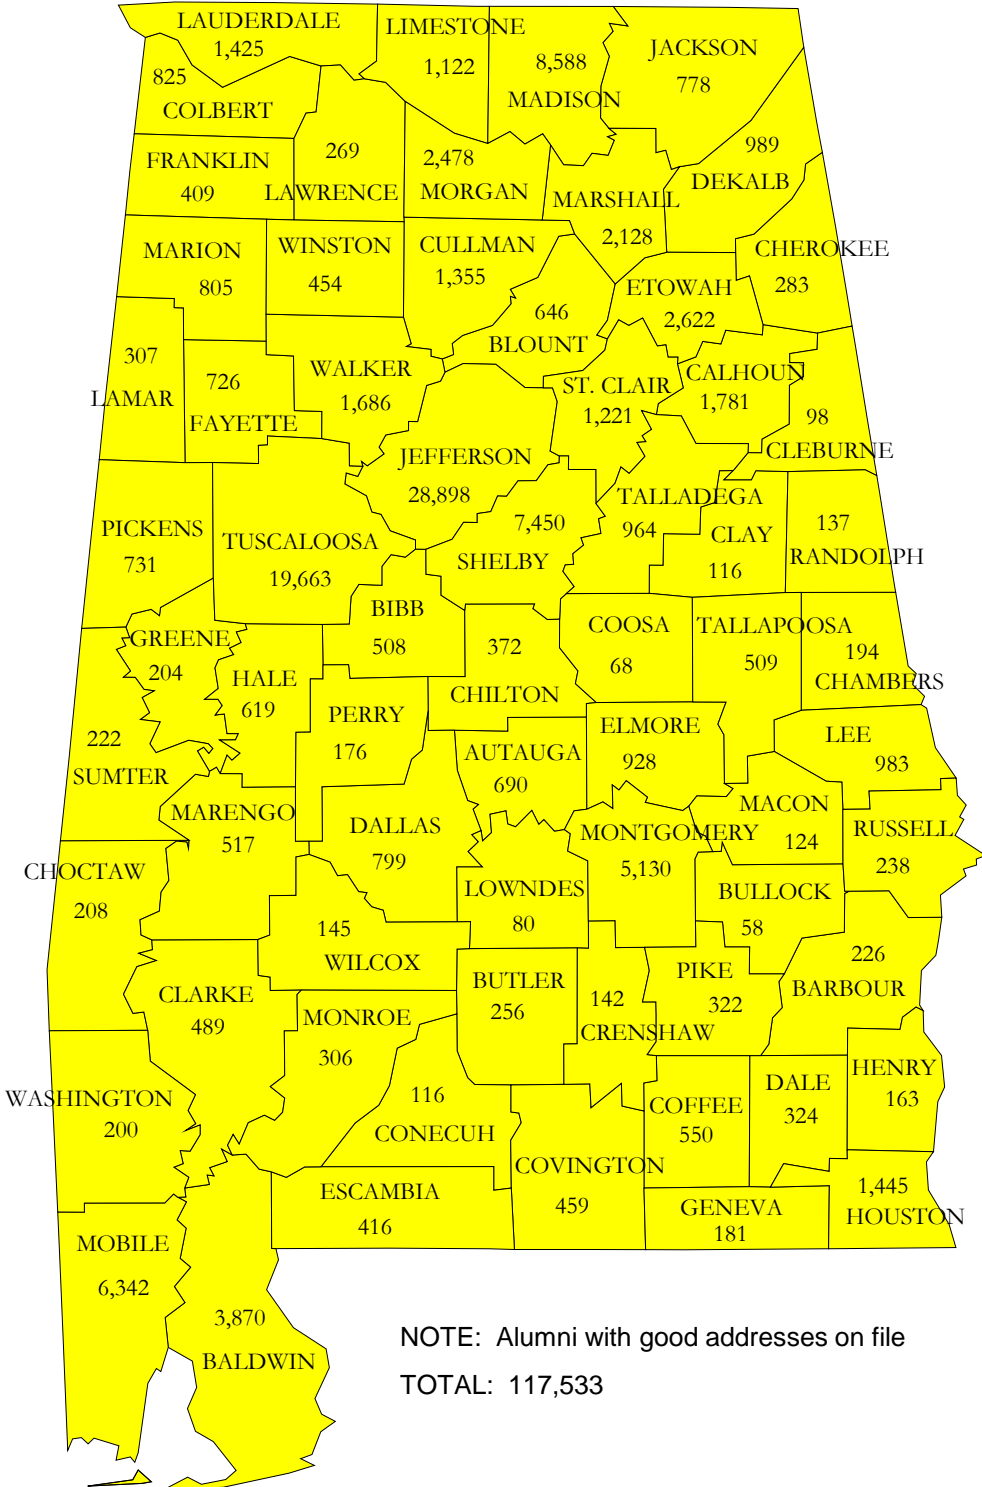 LAUDERDALE
1,425
LIMESTONE
1,122
8,588
MADISON
JACKSON
778
825
COLBERT
FRANKLIN
409
269
LAWRENCE
2,478
MORGAN
MARSHALL
2,128
989
DEKALB
MARION
805
WINSTON
454
CULLMAN
1,355
646
BLOUNT
ETOWAH
2,622
CHEROKEE
283
307
LAMAR
726
FAYETTE
WALKER
1,686
JEFFERSON
28,898
ST. CLAIR
1,221
CALHOUN
1,781
98
CLEBURNE
PICKENS
731
TUSCALOOSA
19,663
7,450
SHELBY
TALLADEGA
964
CLAY
116
137
RANDOLPH
GREENE
204
HALE
619
BIBB
508
372
CHILTON
COOSA
68
TALLAPOOSA
509
194
CHAMBERS
222
SUMTER
PERRY
176
AUTAUGA
690
ELMORE
928
LEE
983
MARENGO
517
DALLAS
799
LOWNDES
80
MONTGOMERY
5,130
MACON
124
RUSSELL
238
CHOCTAW
208
145
WILCOX
BULLOCK
58
CLARKE
489
MONROE
306
BUTLER
256
142
CRENSHAW
PIKE
322
226
BARBOUR
WASHINGTON
200
116
CONECUH
COVINGTON
459
COFFEE
550
DALE
324
HENRY
163
ESCAMBIA
416
GENEVA
181
1,445
HOUSTON
MOBILE
6,342
3,870
BALDWIN
NOTE: Alumni with good addresses on file
TOTAL: 117,533